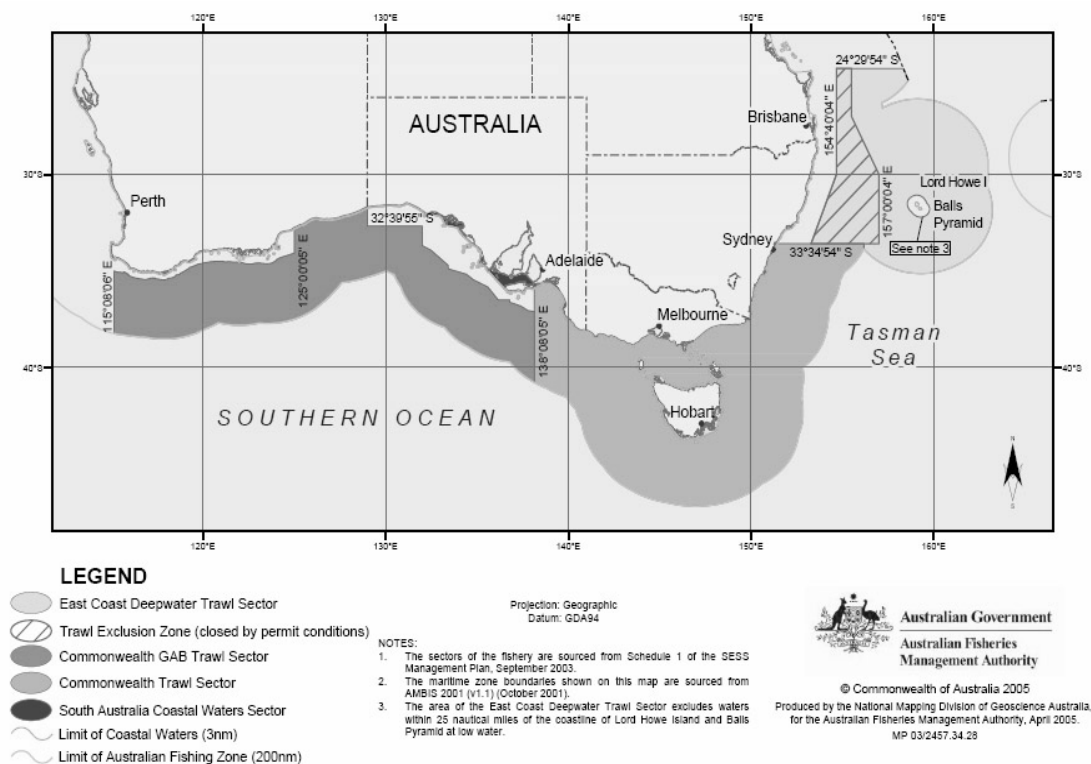 120°E 130°E 140°E 150°E 160°E
24°29'54" S
154°40'04" E
Brisbane
AUSTRALIA
30°S 30°S
Perth
Lord Howe I
Balls
Pyramid
157°00'04" E
32°39'55" S
Sydney
See note 3
33°34'54" S
Adelaide
115°08'06" E
125°00'05" E
138°08'05" E
Melbourne
Tasman
Sea
40°S 40°S
SOUTHERN OCEAN
Hobart
N
S
120°E 130°E 140°E 150°E 160°E
LEGEND
East Coast Deepwater Trawl Sector
Trawl Exclusion Zone (closed by permit conditions)
Commonwealth GAB Trawl Sector
Commonwealth Trawl Sector
South Australia Coastal Waters Sector
Limit of Coastal Waters (3nm)
Limit of Australian Fishing Zone (200nm)
Projection: Geographic
Datum: GDA94
NOTES:
1. The sectors of the fishery are sourced from Schedule 1 of the SESS
Management Plan, September 2003.
2. The maritime zone boundaries shown on this map are sourced from
AMBIS 2001 (v1.1) (October 2001).
3. The area of the East Coast Deepwater Trawl Sector excludes waters
within 25 nautical miles of the coastline of Lord Howe Island and Balls
Pyramid at low water.
Australian Government
Australian Fisheries
Management Authority
© Commonwealth of Australia 2005
Produced by the National Mapping Division of Geoscience Australia,
for the Australian Fisheries Management Authority, April 2005.
MP 03/2457.34.28